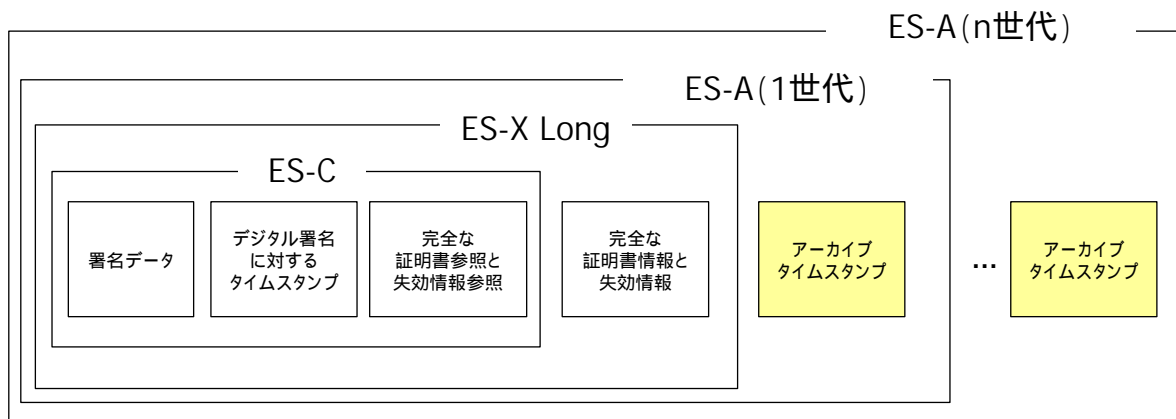 ES-A(n世代)
ES-A(1世代)
ES-X Long
ES-C
署名データ
デジタル署名
に対する
タイムスタンプ
完全な
証明書参照と
失効情報参照
完全な
証明書情報と
失効情報
アーカイブ
タイムスタンプ
...
アーカイブ
タイムスタンプ